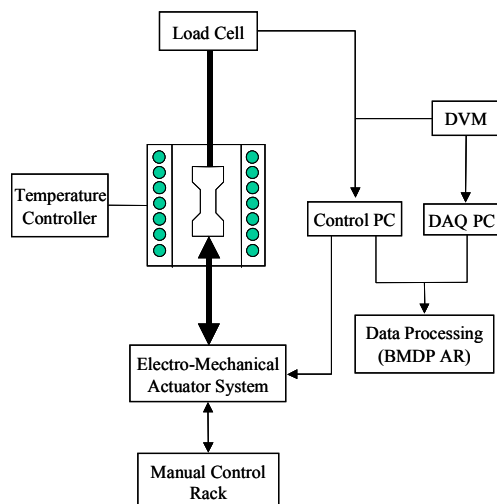 Load Cell
DVM
Temperature
Controller
Control PC
DAQ PC
Data Processing
(BMDP AR)
Electro-Mechanical
Actuator System
Manual Control
Rack